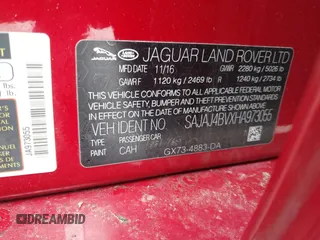 JAGUAR LAND ROVER LTD
MFD 11/16 GVWR 2280 kg / 5026 lb
GAWR F 1120 kg / 2469 lb R 1240 kg / 2734 lb
THIS VEHICLE CONFORMS TO ALL APPLICABLE FEDERAL MOTOR
VEHICLE SAFETY, BUMPER AND THEFT PREVENTION STANDARDS
IN EFFECT ON THE DATE OF MANUFACTURE SHOWN ABOVE.
VEH IDENT No. SAJAJ4BVXHA973055
TYPE PASSENGER CAR
PAINT CAH GX73-4883-DA
JA973055
DREAMBID